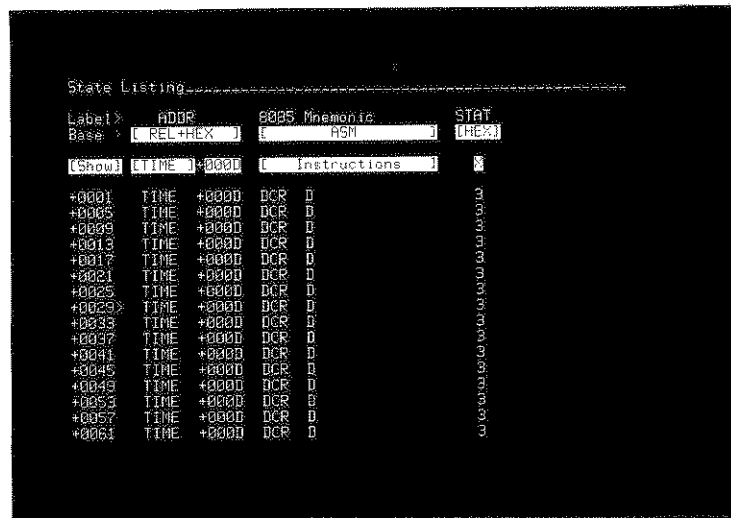 State Listing
Label> ADDR 8085 Mnemonic STAT
Base > [ REL+HEX ] [ ASM ] [HEX]
[Show] [TIME ]+000D [ Instructions ] X
+0001 TIME +000D DCR D 3
+0005 TIME +000D DCR D 3
+0009 TIME +000D DCR D 3
+0013 TIME +000D DCR D 3
+0017 TIME +000D DCR D 3
+0021 TIME +000D DCR D 3
+0025 TIME +000D DCR D 3
+0029> TIME +000D DCR D 3
+0033 TIME +000D DCR D 3
+0037 TIME +000D DCR D 3
+0041 TIME +000D DCR D 3
+0045 TIME +000D DCR D 3
+0049 TIME +000D DCR D 3
+0053 TIME +000D DCR D 3
+0057 TIME +000D DCR D 3
+0061 TIME +000D DCR D 3